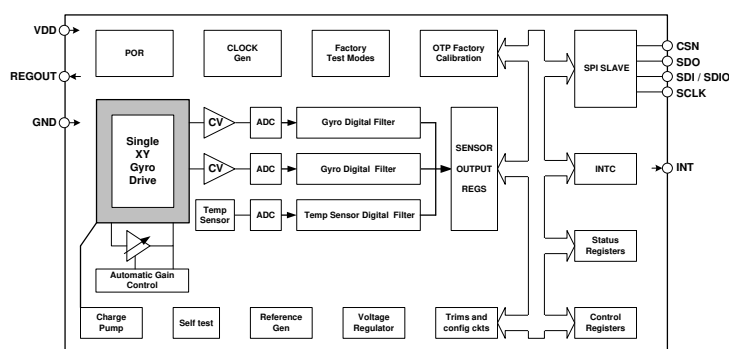 VDD
REGOUT
GND
POR
CLOCK
Gen
Factory
Test Modes
OTP Factory
Calibration
SPI SLAVE
CSN
SDO
SDI / SDIO
SCLK
Single
XY
Gyro
Drive
CV
ADC
Gyro Digital Filter
CV
ADC
Gyro Digital Filter
Temp
Sensor
ADC
Temp Sensor Digital Filter
SENSOR
OUTPUT
REGS
INTC
INT
Status
Registers
Automatic Gain
Control
Charge
Pump
Self test
Reference
Gen
Voltage
Regulator
Trims and
config ckts
Control
Registers